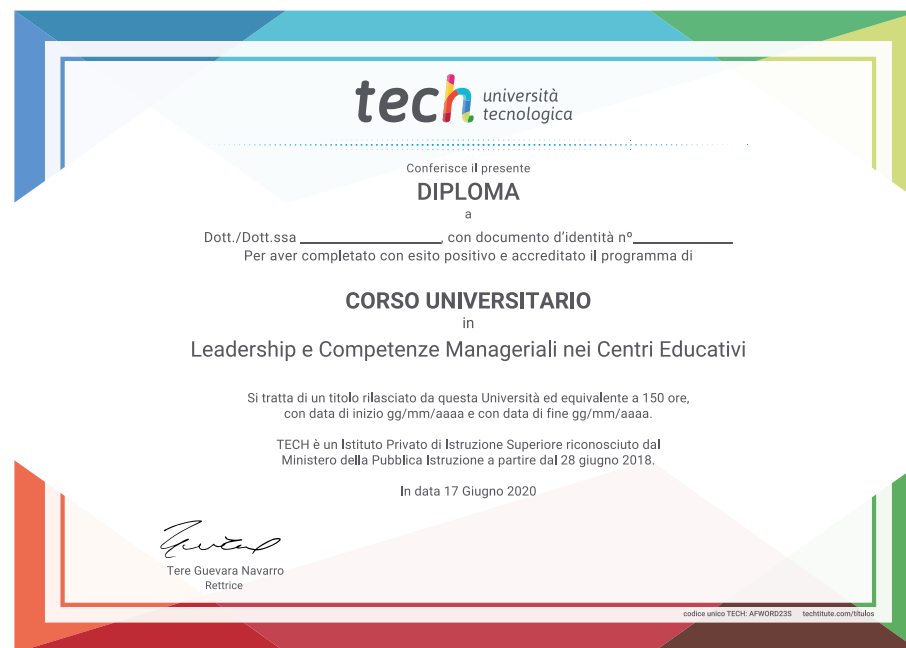 tech università
tecnologica
Conferisce il presente
DIPLOMA
a
Dott./Dott.ssa ____________________, con documento d'identità nº______________
Per aver completato con esito positivo e accreditato il programma di
CORSO UNIVERSITARIO
in
Leadership e Competenze Manageriali nei Centri Educativi
Si tratta di un titolo rilasciato da questa Università ed equivalente a 150 ore,
con data di inizio gg/mm/aaaa e con data di fine gg/mm/aaaa.
TECH è un Istituto Privato di Istruzione Superiore riconosciuto dal
Ministero della Pubblica Istruzione a partire dal 28 giugno 2018.
In data 17 Giugno 2020
Tere Guevara Navarro
Rettrice
codice unico TECH: AFWORD23S techtitute.com/titulos